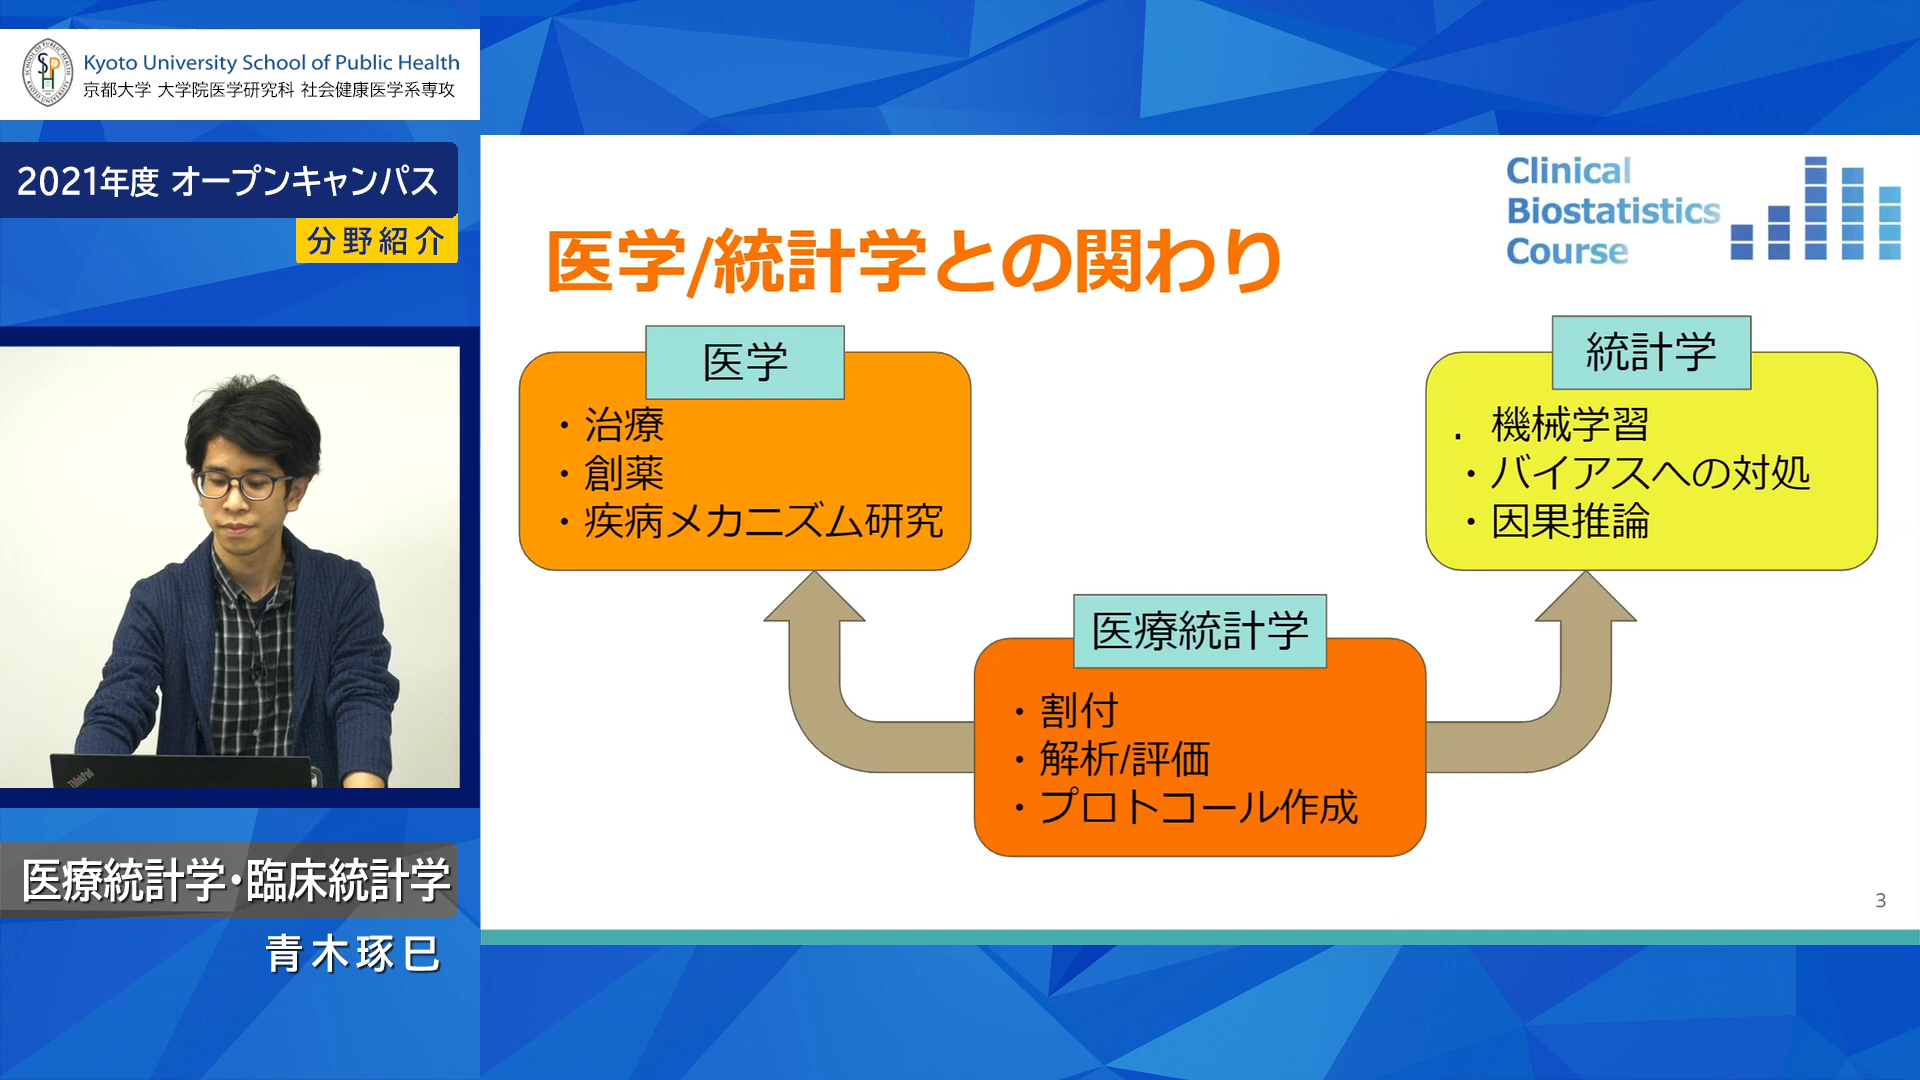 Kyoto University School of Public Health
京都大学 大学院医学研究科 社会健康医学系専攻
2021年度 オープンキャンパス
分野紹介
医療統計学・臨床統計学
青木琢巳
Clinical
Biostatistics
Course
医学/統計学との関わり
医学
・治療
・創薬
・疾病メカニズム研究
統計学
．機械学習
・バイアスへの対処
・因果推論
医療統計学
・割付
・解析/評価
・プロトコール作成
3
ThinkPad